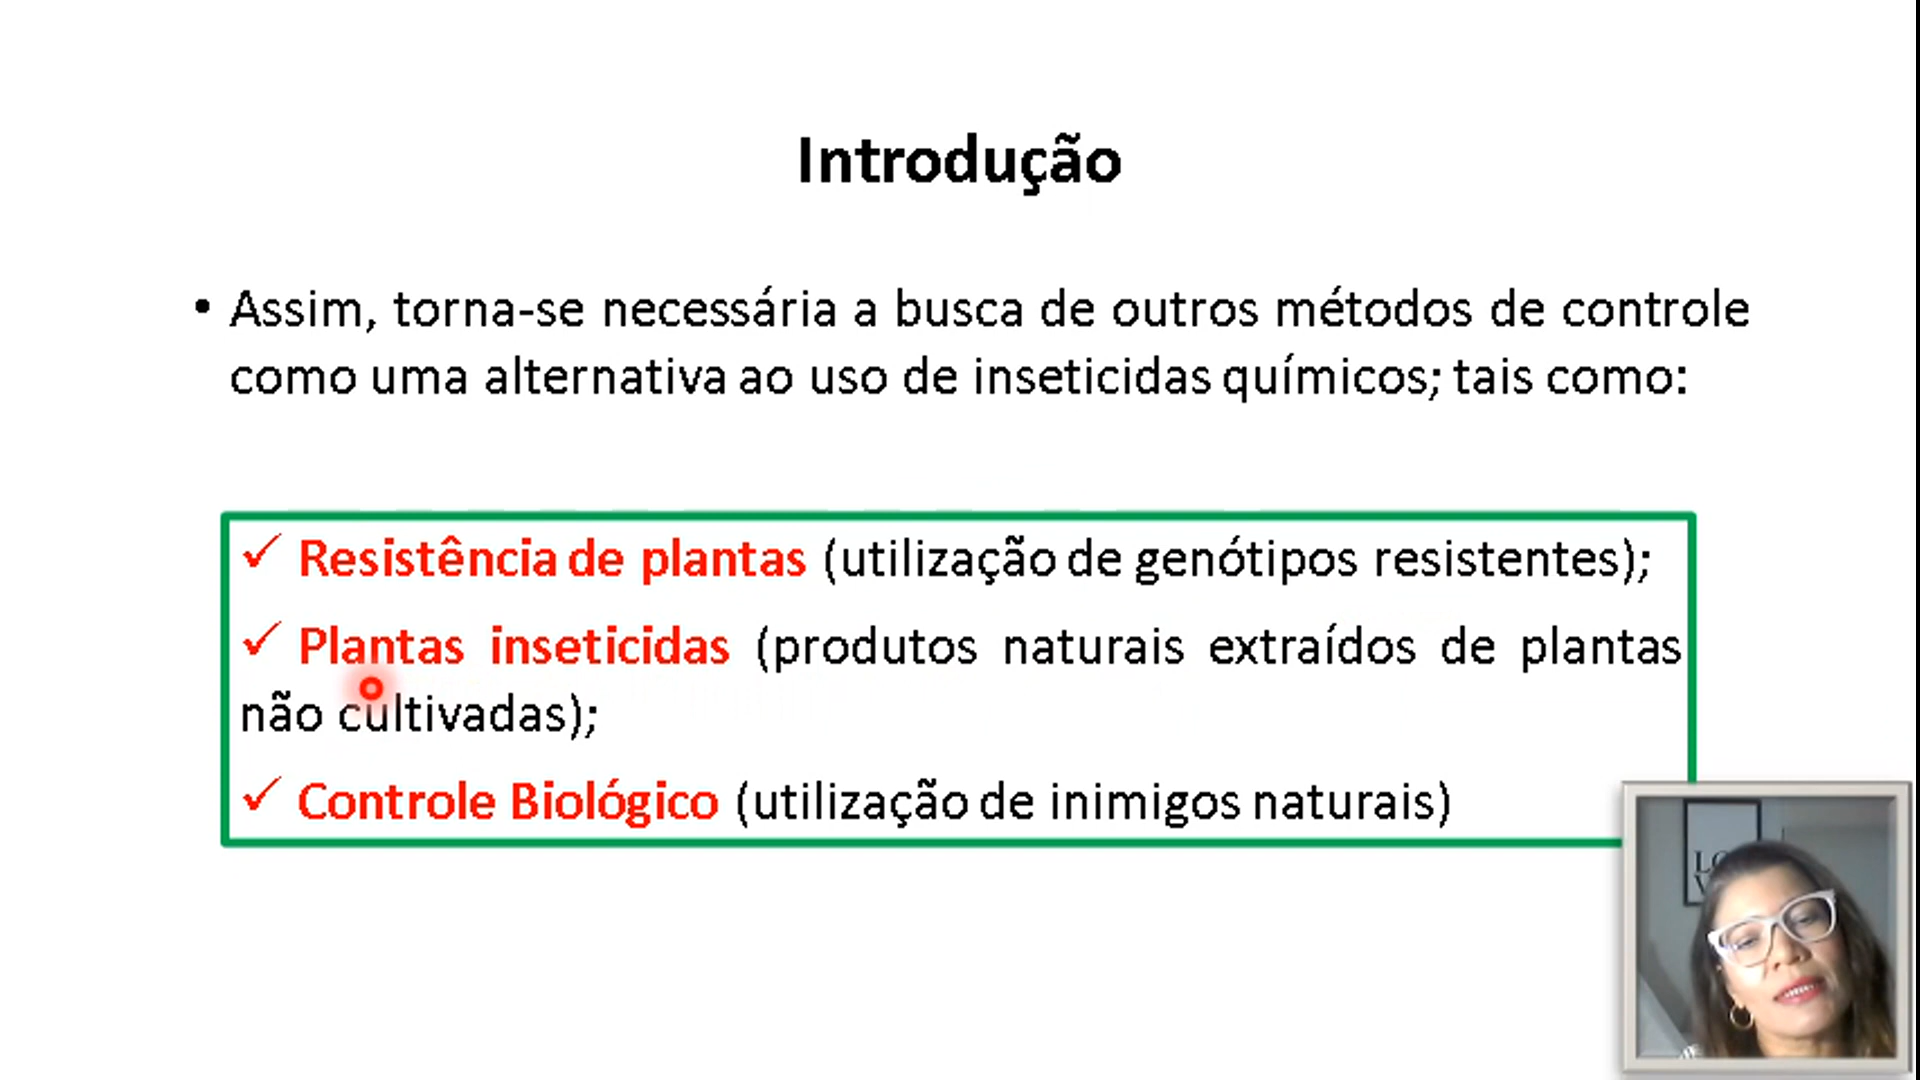 Introdução
• Assim, torna-se necessária a busca de outros métodos de controle
como uma alternativa ao uso de inseticidas químicos; tais como:
✓ Resistência de plantas (utilização de genótipos resistentes);
✓ Plantas inseticidas (produtos naturais extraídos de plantas
não cultivadas);
✓ Controle Biológico (utilização de inimigos naturais)